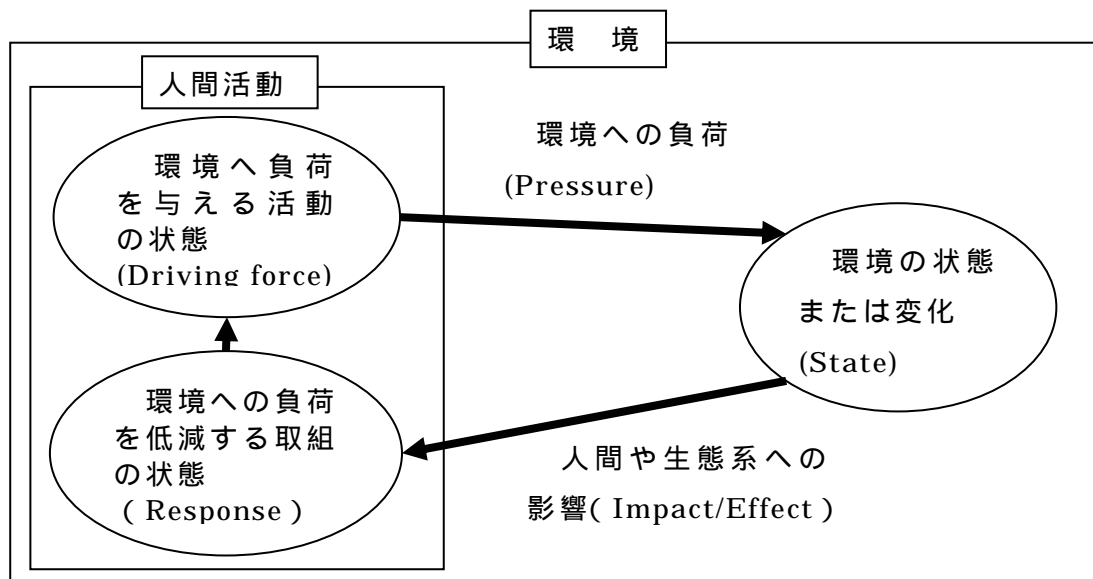 環　境
人間活動
環境へ負荷
を与える活動
の状態
(Driving force)
環境への負荷
(Pressure)
環境の状態
または変化
(State)
環境への負荷
を低減する取組
の状態
（Response）
人間や生態系への
影響（Impact/Effect）